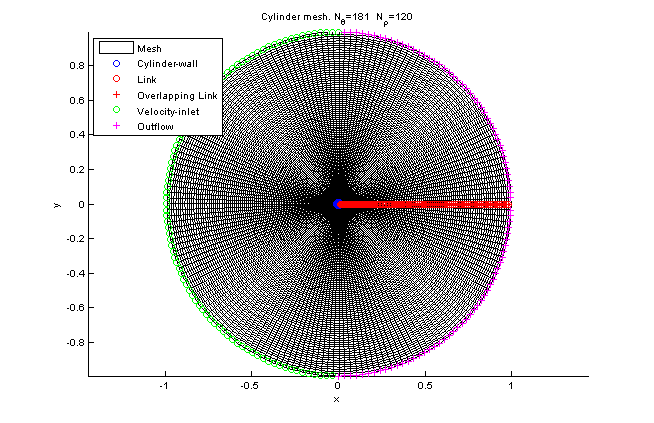 Cylinder mesh. N_θ=181 N_ρ=120
Mesh
Cylinder-wall
Link
Overlapping Link
Velocity-inlet
Outflow
0.8
0.6
0.4
0.2
0
-0.2
-0.4
-0.6
-0.8
y
-1
-0.5
0
0.5
1
x